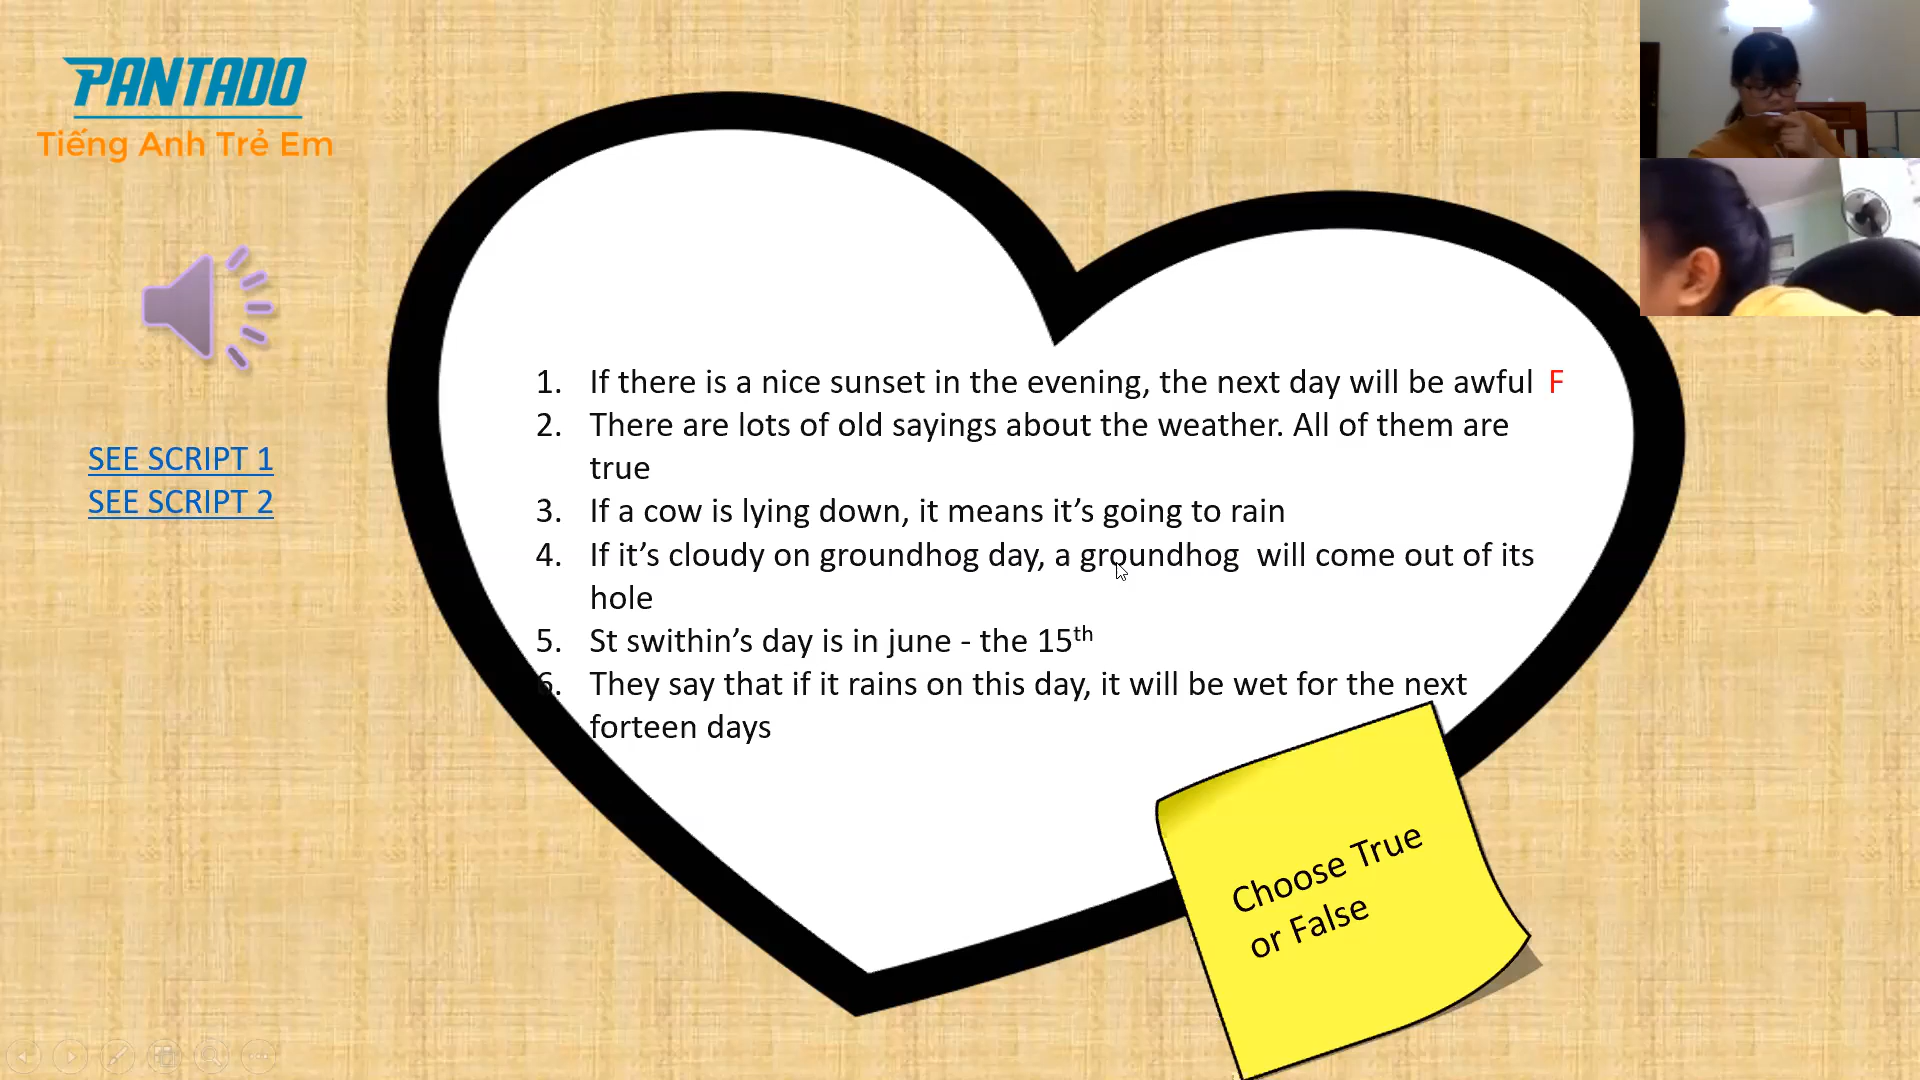 PANTADO
Tiếng Anh Trẻ Em
SEE SCRIPT 1
SEE SCRIPT 2
1. If there is a nice sunset in the evening, the next day will be awful F
2. There are lots of old sayings about the weather. All of them are
true
3. If a cow is lying down, it means it’s going to rain
4. If it’s cloudy on groundhog day, a groundhog will come out of its
hole
5. St swithin’s day is in june - the 15th
6. They say that if it rains on this day, it will be wet for the next
forteen days
Choose True
or False